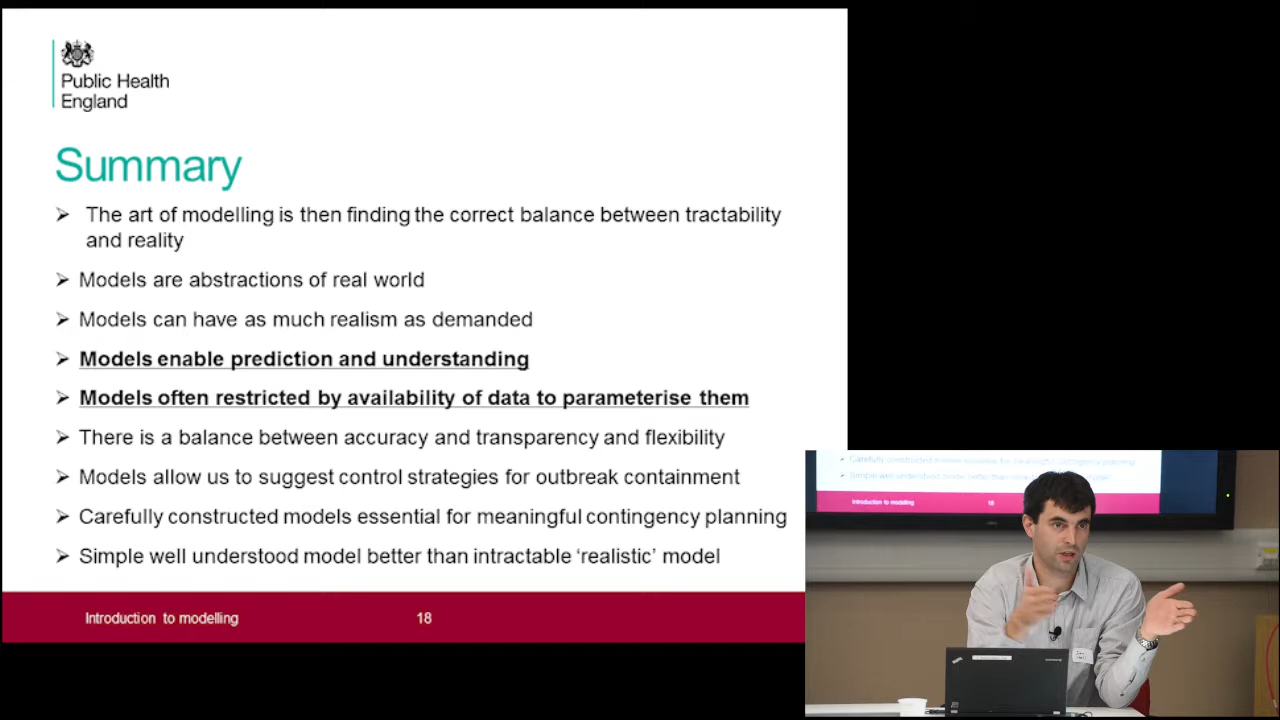 Public Health
England
Summary
➢ The art of modelling is then finding the correct balance between tractability
and reality
➢ Models are abstractions of real world
➢ Models can have as much realism as demanded
➢ Models enable prediction and understanding
➢ Models often restricted by availability of data to parameterise them
➢ There is a balance between accuracy and transparency and flexibility
➢ Models allow us to suggest control strategies for outbreak containment
➢ Carefully constructed models essential for meaningful contingency planning
➢ Simple well understood model better than intractable ‘realistic’ model
Introduction to modelling 18
Introduction to modelling 18